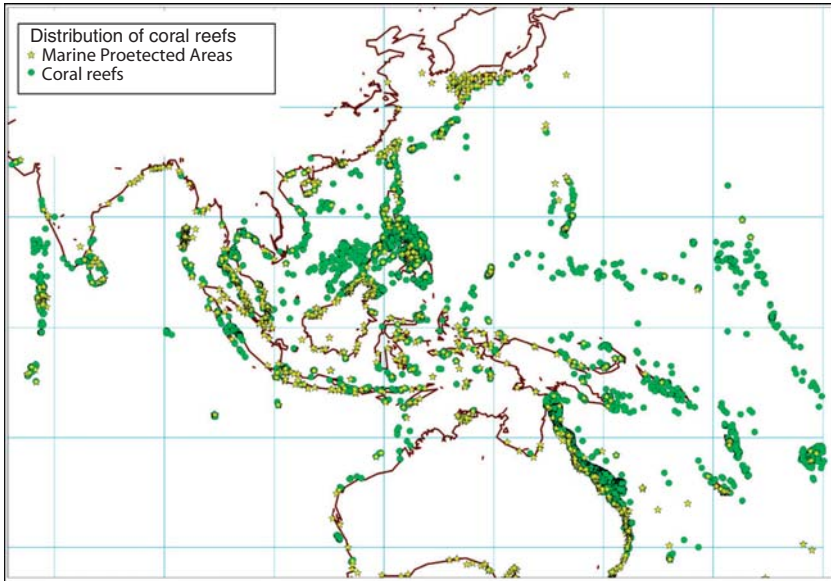 Distribution of coral reefs
Marine Proetected Areas
Coral reefs